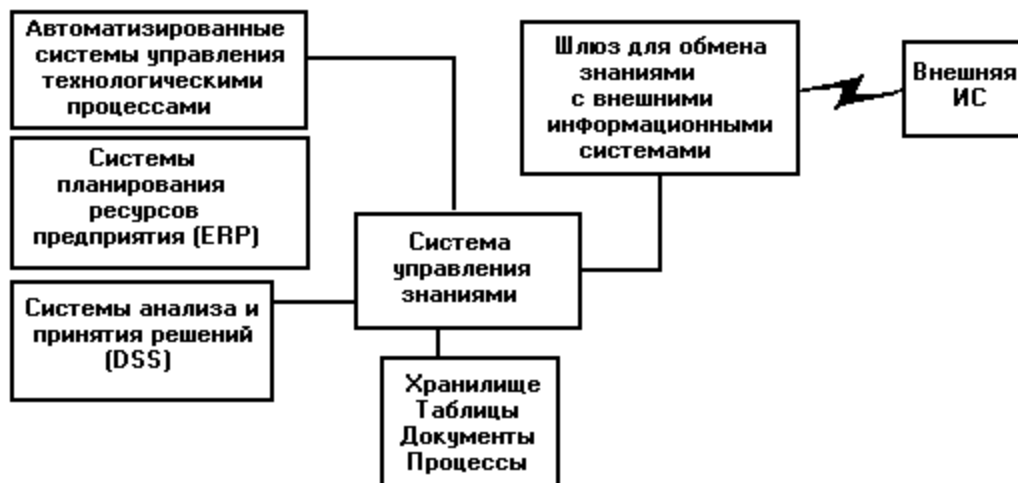 Автоматизированные
системы управления
технологическими
процессами
Системы
планирования
ресурсов
предприятия (ERP)
Системы анализа и
принятия решений
(DSS)
Система
управления
знаниями
Хранилище
Таблицы
Документы
Процессы
Шлюз для обмена
знаниями
с внешними
информационными
системами
Внешняя
ИС